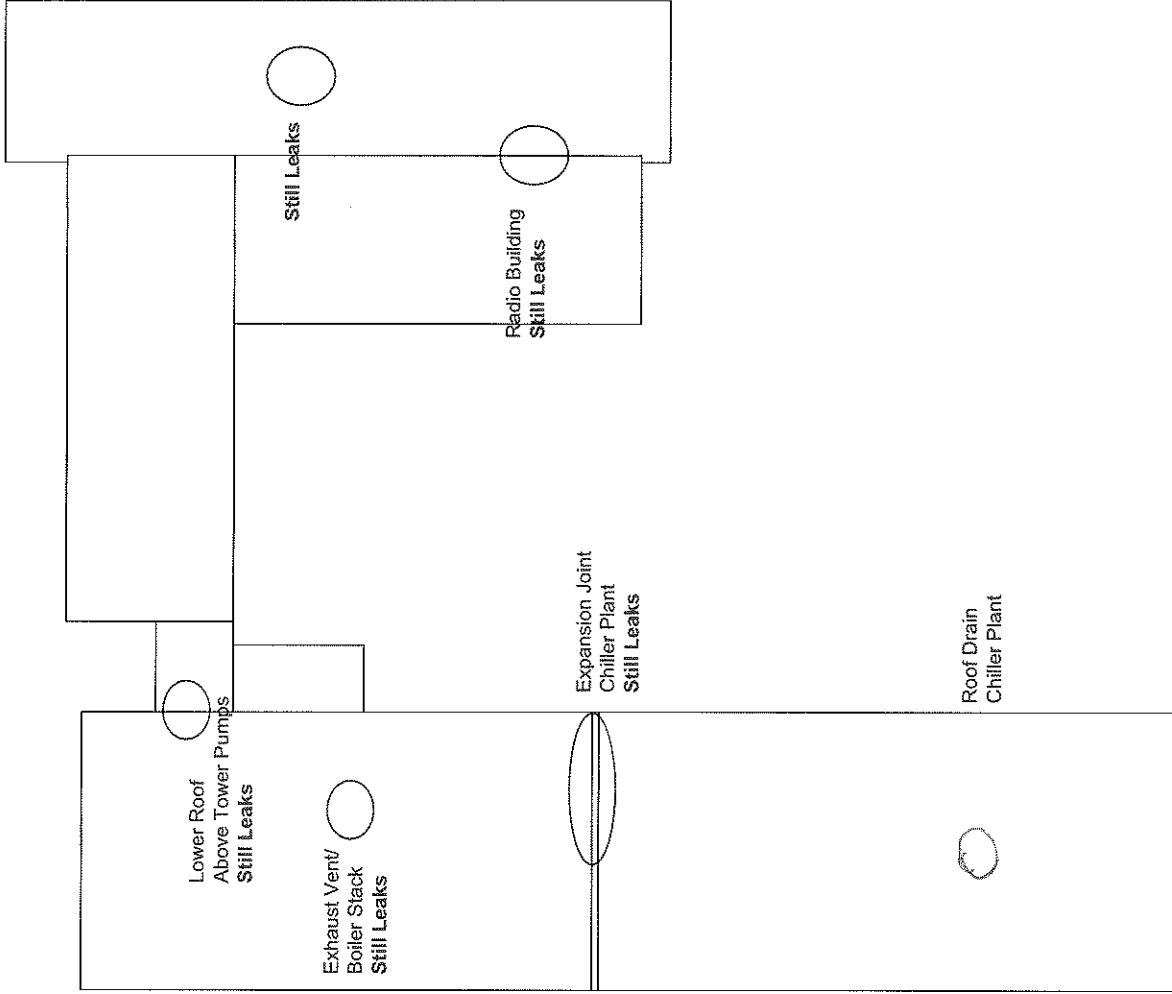 Lower Roof
Above Tower Pumps
Still Leaks
Exhaust Vent/
Boiler Stack
Still Leaks
Expansion Joint
Chiller Plant
Still Leaks
Roof Drain
Chiller Plant
Still Leaks
Radio Building
Still Leaks